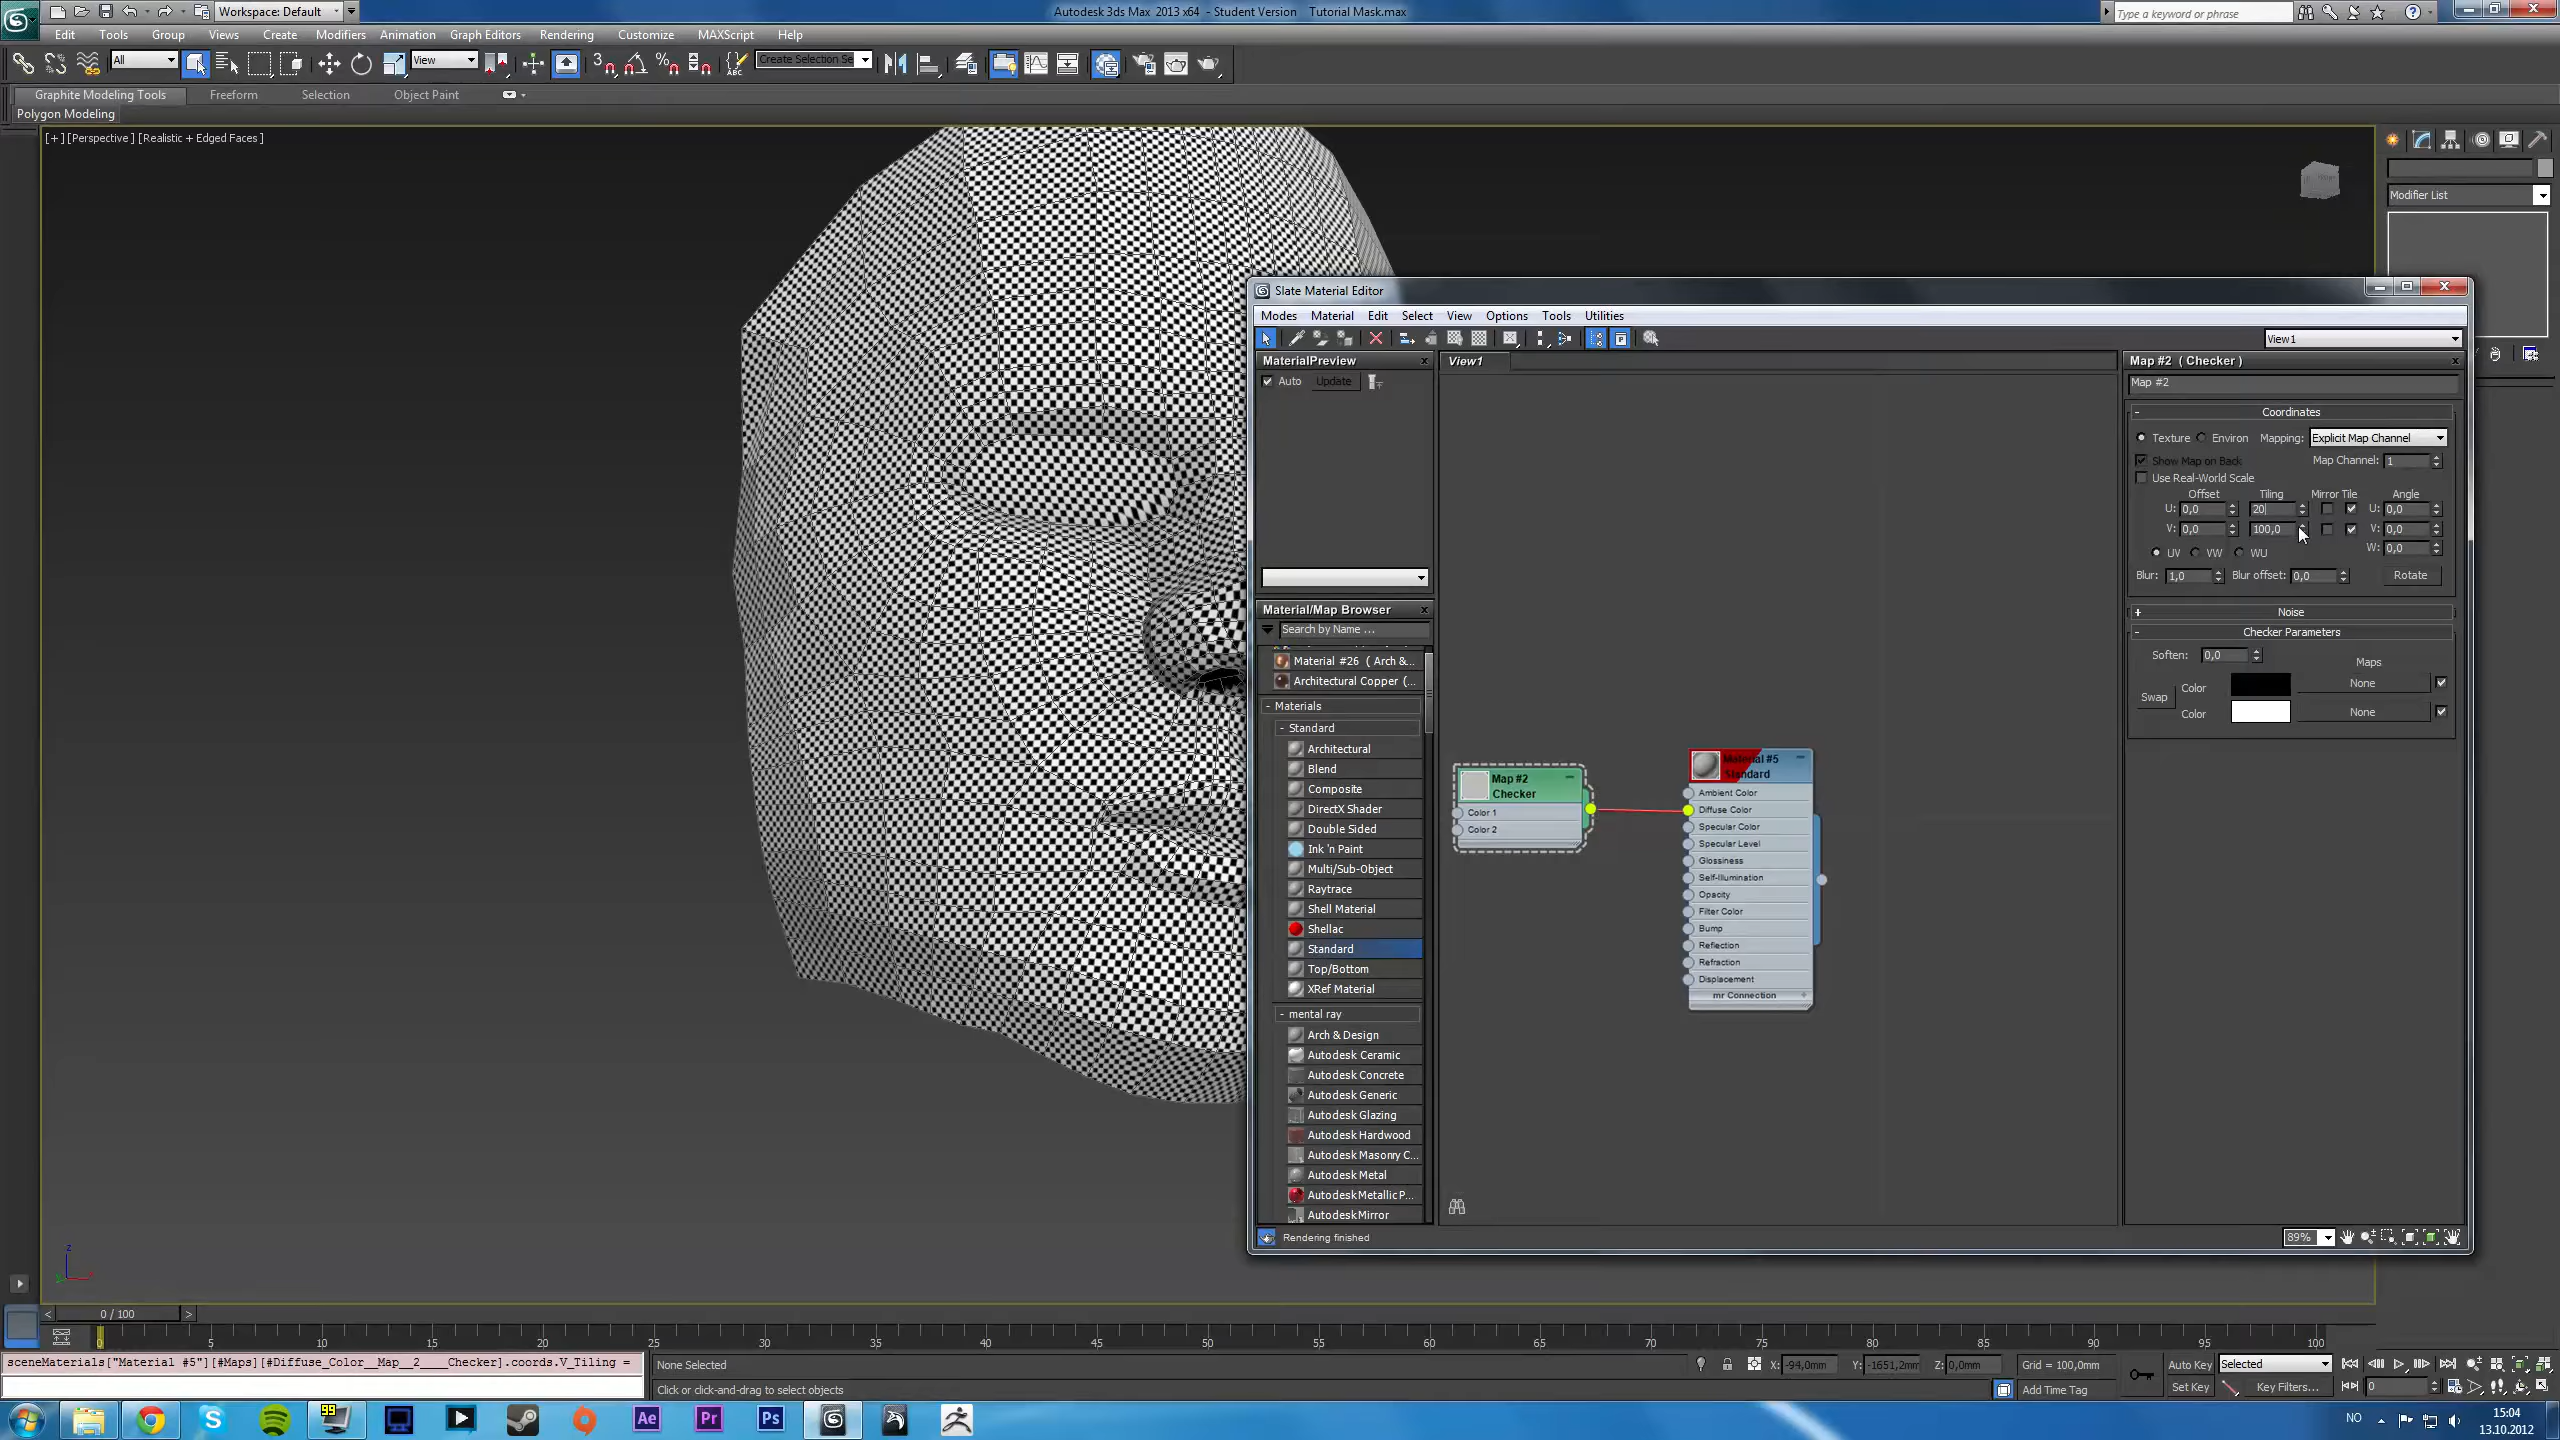 Workspace: Default
Autodesk 3ds Max 2013 x64 - Student Version Tutorial Mask.max
Type a keyword or phrase
Edit Tools Group Views Create Modifiers Animation Graph Editors Rendering Customize MAXScript Help
All View Create Selection Se
Graphite Modeling Tools Freeform Selection Object Paint
Polygon Modeling
[+] [Perspective] [Realistic + Edged Faces]
Modifier List
Slate Material Editor
Modes Material Edit Select View Options Tools Utilities
View1
MaterialPreview
Auto Update
Material/Map Browser
Search by Name ...
Material #26 ( Arch &...
Architectural Copper (...
- Materials
- Standard
Architectural
Blend
Composite
DirectX Shader
Double Sided
Ink 'n Paint
Multi/Sub-Object
Raytrace
Shell Material
Shellac
Standard
Top/Bottom
XRef Material
- mental ray
Arch & Design
Autodesk Ceramic
Autodesk Concrete
Autodesk Generic
Autodesk Glazing
Autodesk Hardwood
Autodesk Masonry C...
Autodesk Metal
Autodesk Metallic P...
Autodesk Mirror
Rendering finished
View1
Map #2
Checker
Color 1
Color 2
Material #5
Standard
Ambient Color
Diffuse Color
Specular Color
Specular Level
Glossiness
Self-Illumination
Opacity
Filter Color
Bump
Reflection
Refraction
Displacement
mr Connection
Map #2 ( Checker )
Map #2
Coordinates
Texture Environ Mapping: Explicit Map Channel
Show Map on Back Map Channel: 1
Use Real-World Scale
Offset Tiling Mirror Tile Angle
U: 0,0 20 U: 0,0
V: 0,0 100,0 V: 0,0
UV VW WU W: 0,0
Blur: 1,0 Blur offset: 0,0 Rotate
Noise
Checker Parameters
Soften: 0,0 Maps
Swap Color None
Color None
89%
0 / 100
0 5 10 15 20 25 30 35 40 45 50 55 60 65 70 75 80 85 90 95 100
sceneMaterials["Material #5"][#Maps][#Diffuse_Color__Map__2____Checker].coords.V_Tiling =
None Selected
Click or click-and-drag to select objects
X: -94,0mm Y: -1651,2mm Z: 0,0mm Grid = 100,0mm
Add Time Tag
Auto Key Selected
Set Key Key Filters...
0
99
Ae Pr Ps
NO
15:04
13.10.2012